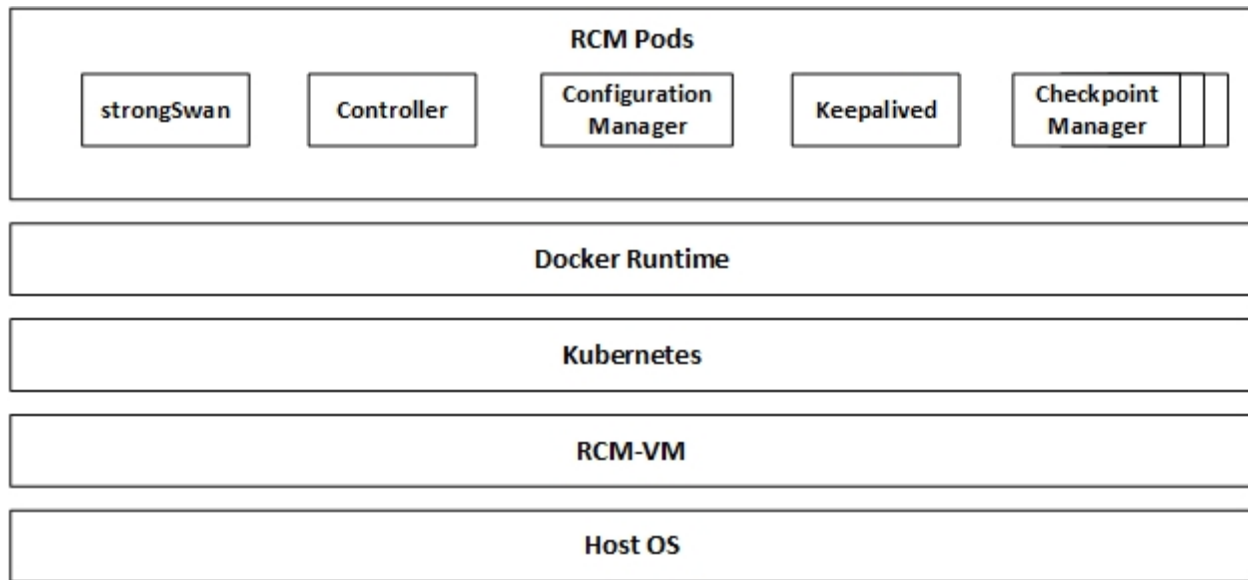 RCM Pods
strongSwan
Controller
Configuration
Manager
Keepalived
Checkpoint
Manager
Docker Runtime
Kubernetes
RCM-VM
Host OS